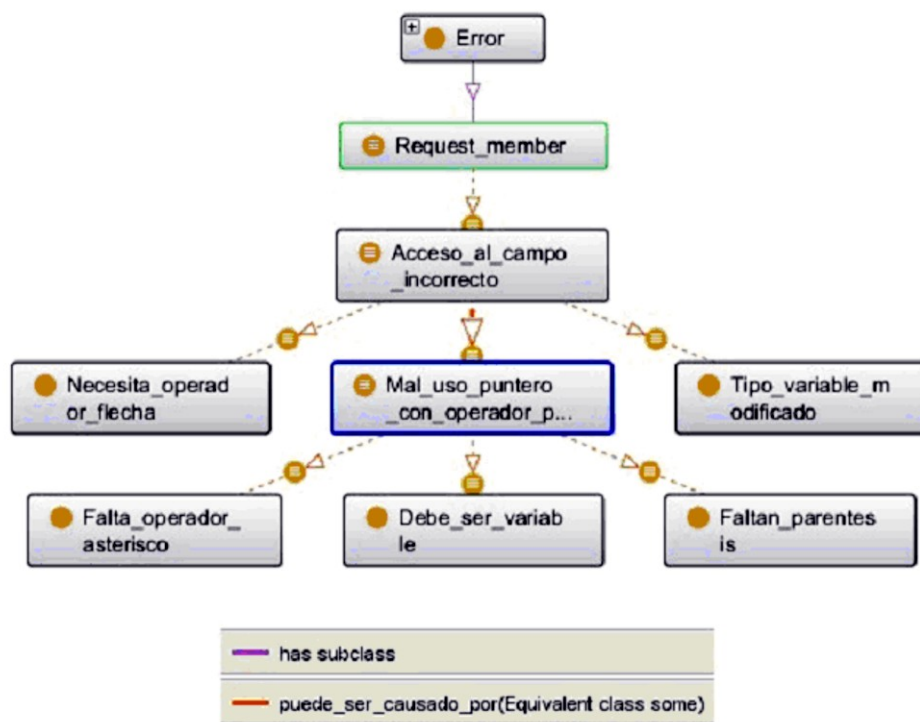 Error
Request_member
Acceso_al_campo
_incorrecto
Necesita_operad
or_flecha
Mal_uso_puntero
_con_operador_p...
Tipo_variable_m
odificado
Falta_operador_
asterisco
Debe_ser_variab
le
Faltan_parentes
is
has subclass
puede_ser_causado_por(Equivalent class some)